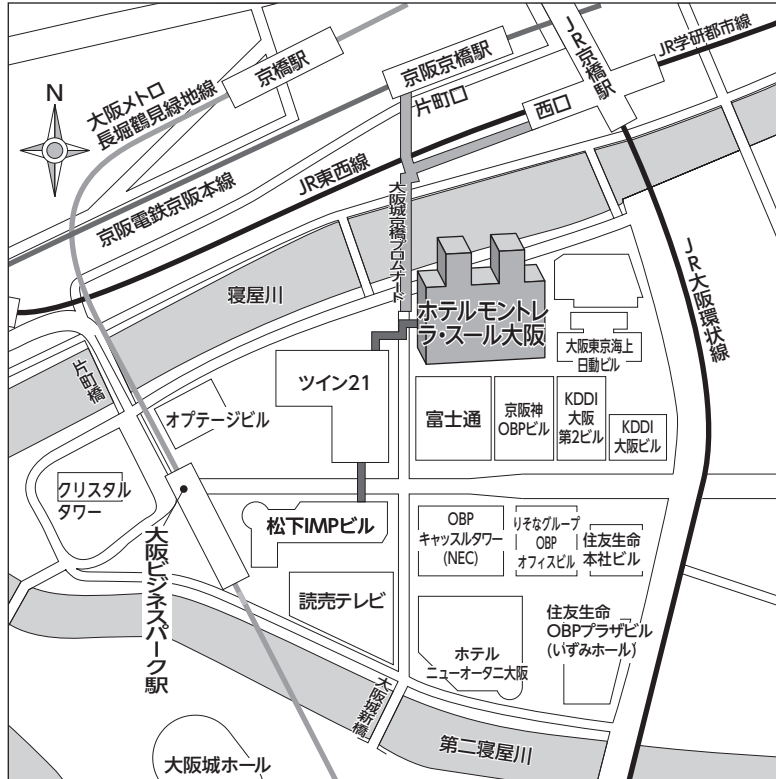 N
大阪メトロ
長堀鶴見緑地線
京橋駅
京阪京橋駅
JR京橋駅
JR学研都市線
片町口
西口
京阪電鉄京阪本線
JR東西線
大阪城京橋プロムナード
寝屋川
ホテルモントレ
ラ・スール大阪
JR大阪環状線
大阪東京海上
日動ビル
片町橋
ツイン21
オプテージビル
富士通
京阪神
OBPビル
KDDI
大阪
第2ビル
KDDI
大阪ビル
クリスタル
タワー
松下IMPビル
OBP
キャッスルタワー
(NEC)
りそなグループ
OBP
オフィスビル
住友生命
本社ビル
大阪ビジネスパーク駅
読売テレビ
住友生命
OBPプラザビル
(いずみホール)
ホテル
ニューオータニ大阪
大阪城新橋
第二寝屋川
大阪城ホール